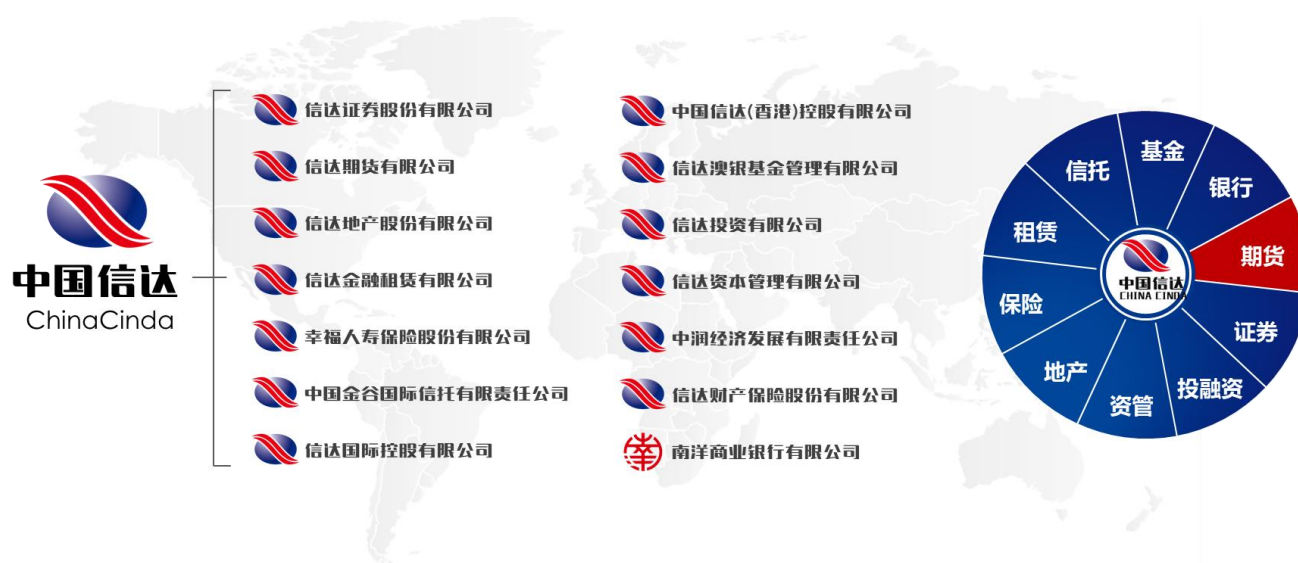 中国信达
ChinaCinda
信达证券股份有限公司
信达期货有限公司
信达地产股份有限公司
信达金融租赁有限公司
幸福人寿保险股份有限公司
中国金谷国际信托有限责任公司
信达国际控股有限公司
中国信达(香港)控股有限公司
信达澳银基金管理有限公司
信达投资有限公司
信达资本管理有限公司
中润经济发展有限责任公司
信达财产保险股份有限公司
南洋商业银行有限公司
基金
银行
期货
证券
投融资
资管
地产
保险
租赁
信托
中国信达
CHINA CINDA